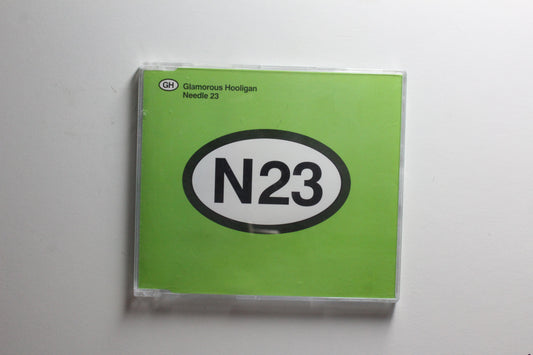 GH
Glamorous Hooligan
Needle 23
N23